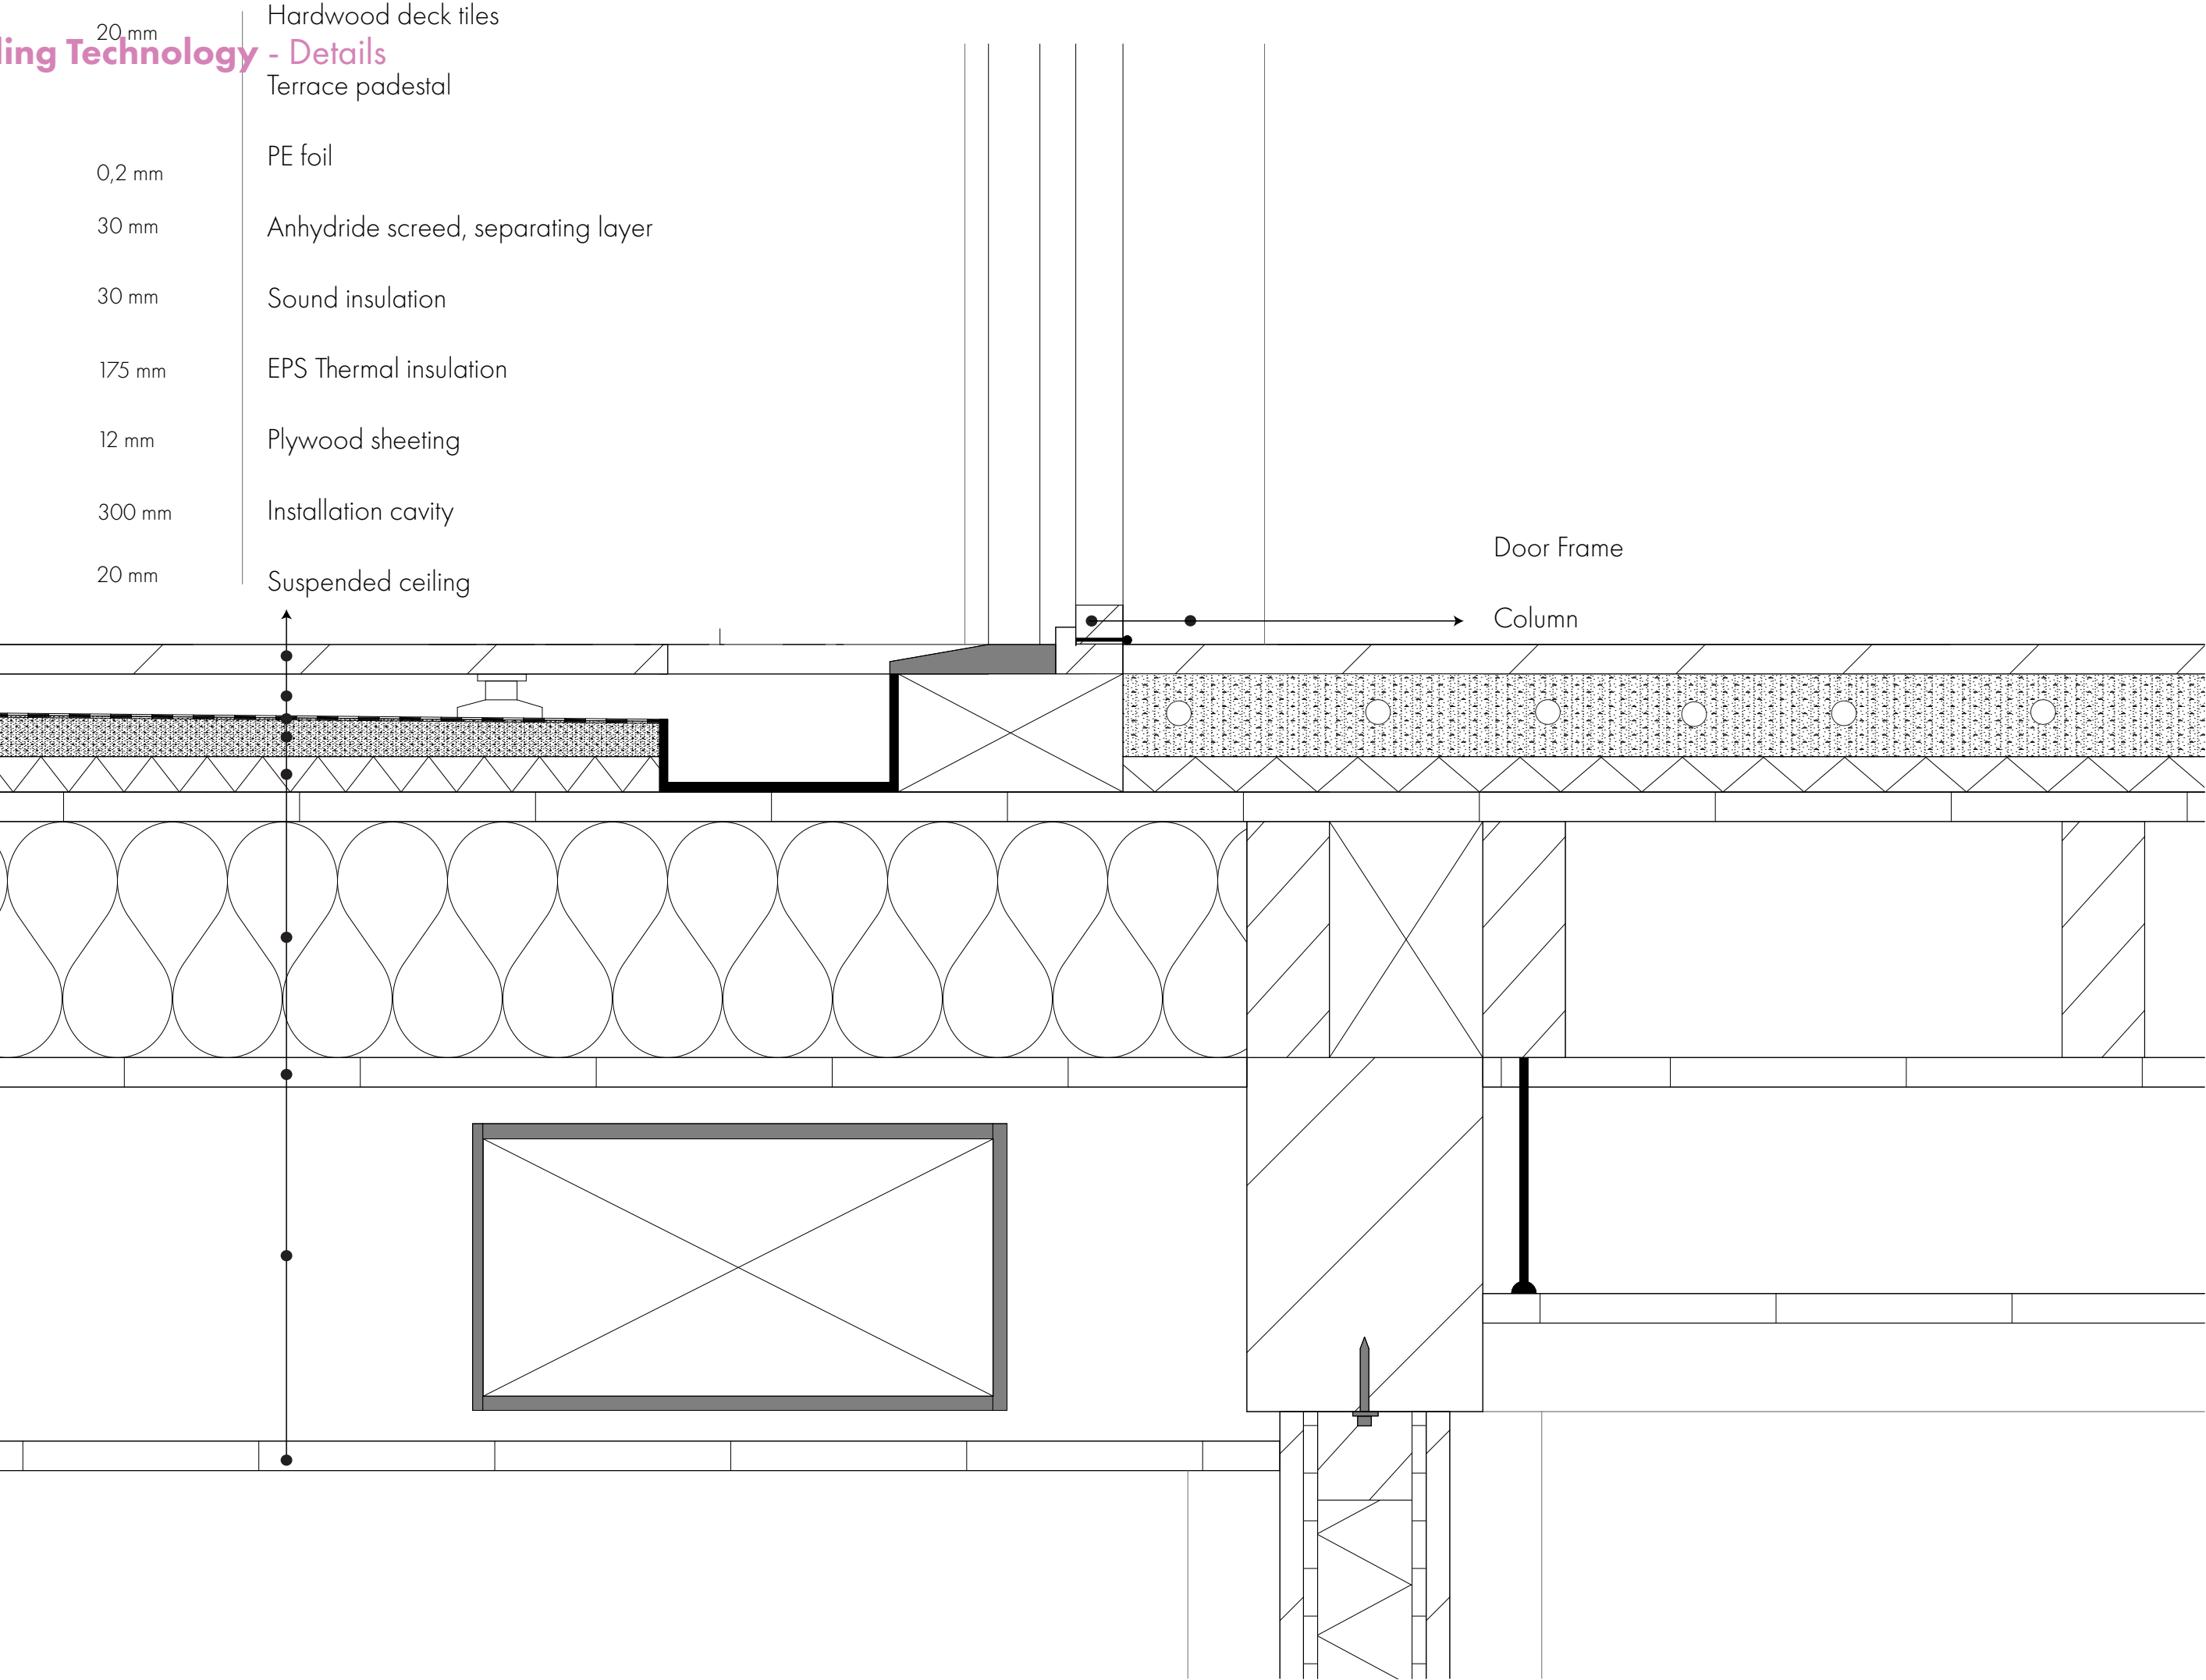 20 mm Hardwood deck tiles
ling Technology - Details
Terrace padestal
0,2 mm PE foil
30 mm Anhydride screed, separating layer
30 mm Sound insulation
175 mm EPS Thermal insulation
12 mm Plywood sheeting
300 mm Installation cavity
20 mm Suspended ceiling
Door Frame
Column